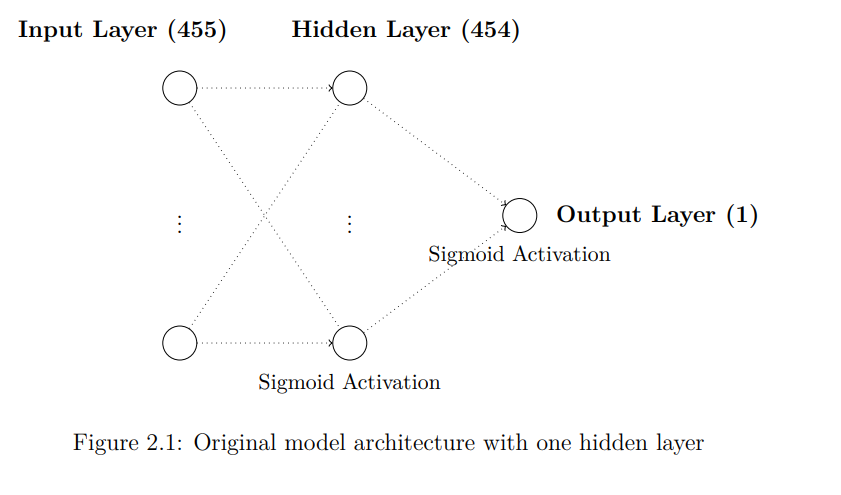 Input Layer (455)
Hidden Layer (454)
⋮
⋮
Output Layer (1)
Sigmoid Activation
Sigmoid Activation
Figure 2.1: Original model architecture with one hidden layer